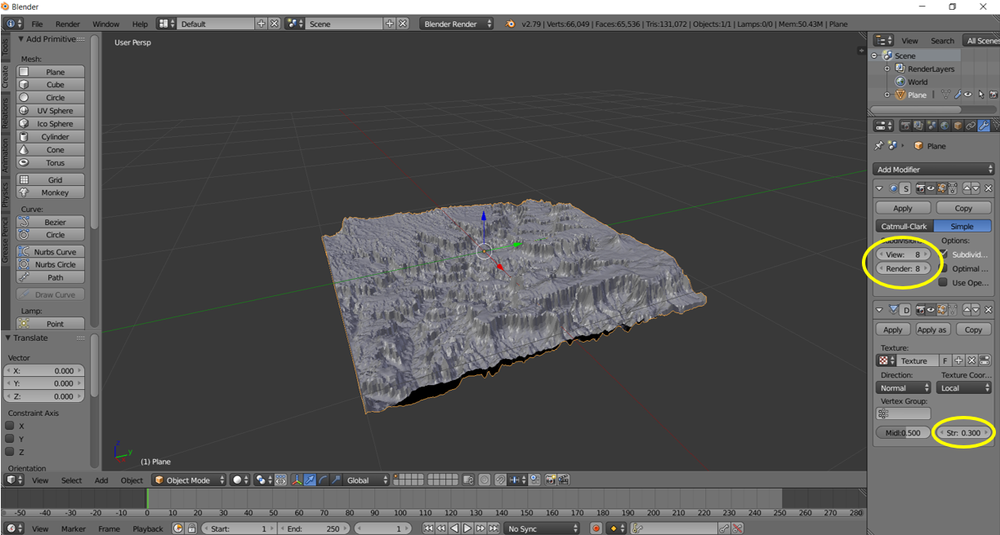 Blender
File Render Window Help Default Scene Blender Render v2.79 | Verts:66,049 | Faces:65,536 | Tris:131,072 | Objects:1/1 | Lamps:0/0 | Mem:50.43M | Plane
Tools
Create
Relations
Animation
Physics
Grease Pencil
Add Primitive
Mesh:
Plane
Cube
Circle
UV Sphere
Ico Sphere
Cylinder
Cone
Torus
Grid
Monkey
Curve:
Bezier
Circle
Nurbs Curve
Nurbs Circle
Path
Draw Curve
Lamp:
Point
Translate
Vector
X: 0.000
Y: 0.000
Z: 0.000
Constraint Axis
X
Y
Z
Orientation
User Persp
z
y
(1) Plane
View Select Add Object Object Mode Global
-50 -40 -30 -20 -10 0 10 20 30 40 50 60 70 80 90 100 110 120 130 140 150 160 170 180 190 200 210 220 230 240 250 260 270 280
View Marker Frame Playback Start: 1 End: 250 1 No Sync
View Search All Scenes
Scene
RenderLayers
World
Plane
Plane
Add Modifier
S
Apply Copy
Catmull-Clark Simple
Subdivision Options:
View: 8 Subdivid...
Render: 8 Optimal ...
Use Ope...
D
Apply Apply as Copy
Texture:
Texture F
Direction: Texture Coor...
Normal Local
Vertex Group:
Midl:0.500 Str: 0.300